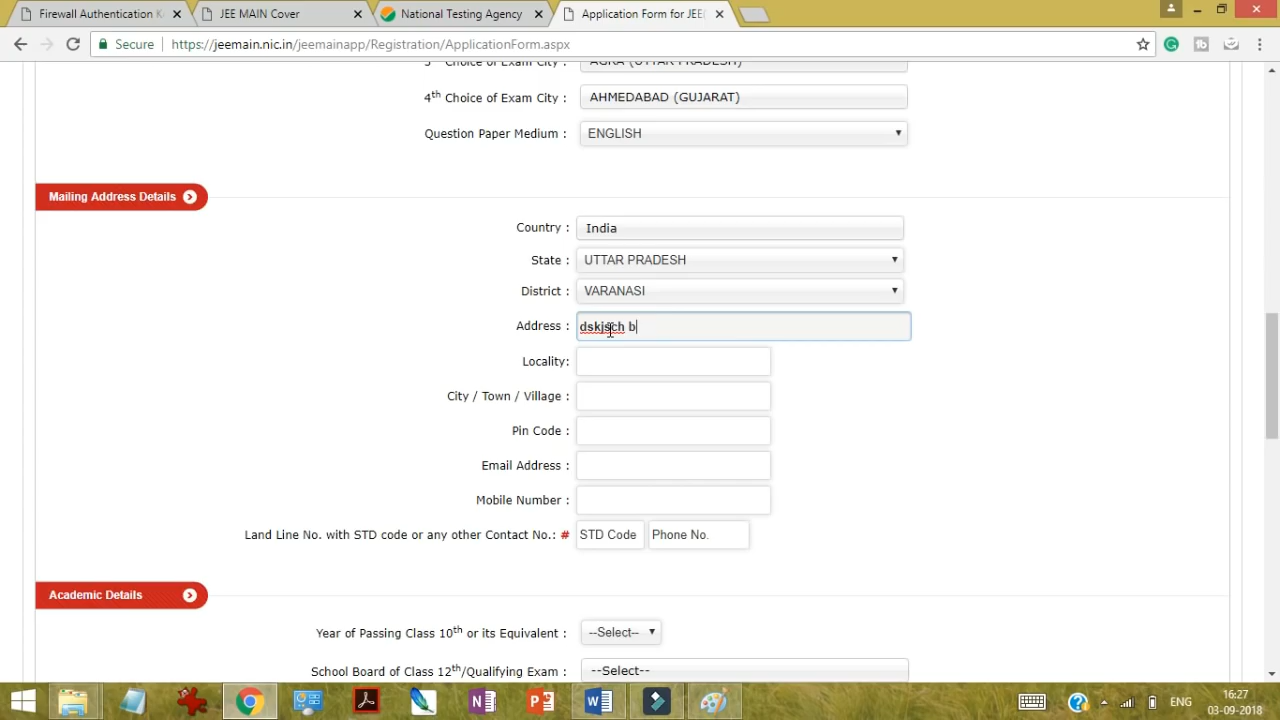 Firewall Authentication K
JEE MAIN Cover
National Testing Agency
Application Form for JEE
Secure
https://jeemain.nic.in/jeemainapp/Registration/ApplicationForm.aspx
Choice of Exam City : AGRA (UTTAR PRADESH)
4th Choice of Exam City : AHMEDABAD (GUJARAT)
Question Paper Medium : ENGLISH
Mailing Address Details
Country : India
State : UTTAR PRADESH
District : VARANASI
Address : dskjsch b
Locality:
City / Town / Village :
Pin Code :
Email Address :
Mobile Number :
Land Line No. with STD code or any other Contact No.: # STD Code Phone No.
Academic Details
Year of Passing Class 10th or its Equivalent : --Select--
School Board of Class 12th/Qualifying Exam : --Select--
ENG
16:27
03-09-2018